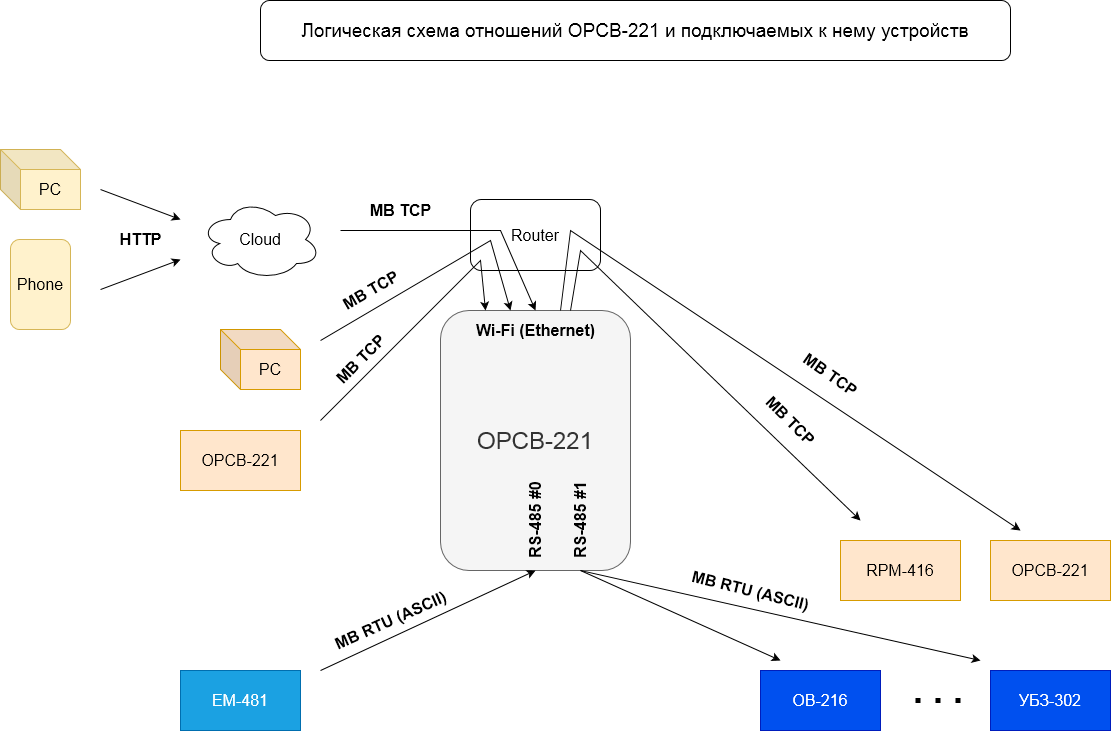 Логическая схема отношений ОРСВ-221 и подключаемых к нему устройств
PC
HTTP
Phone
Cloud
MB TCP
Router
MB TCP
MB TCP
PC
ОРСВ-221
Wi-Fi (Ethernet)
ОРСВ-221
RS-485 #0
RS-485 #1
MB TCP
MB TCP
RPM-416
ОРСВ-221
MB RTU (ASCII)
MB RTU (ASCII)
EM-481
ОВ-216
. . .
УБЗ-302